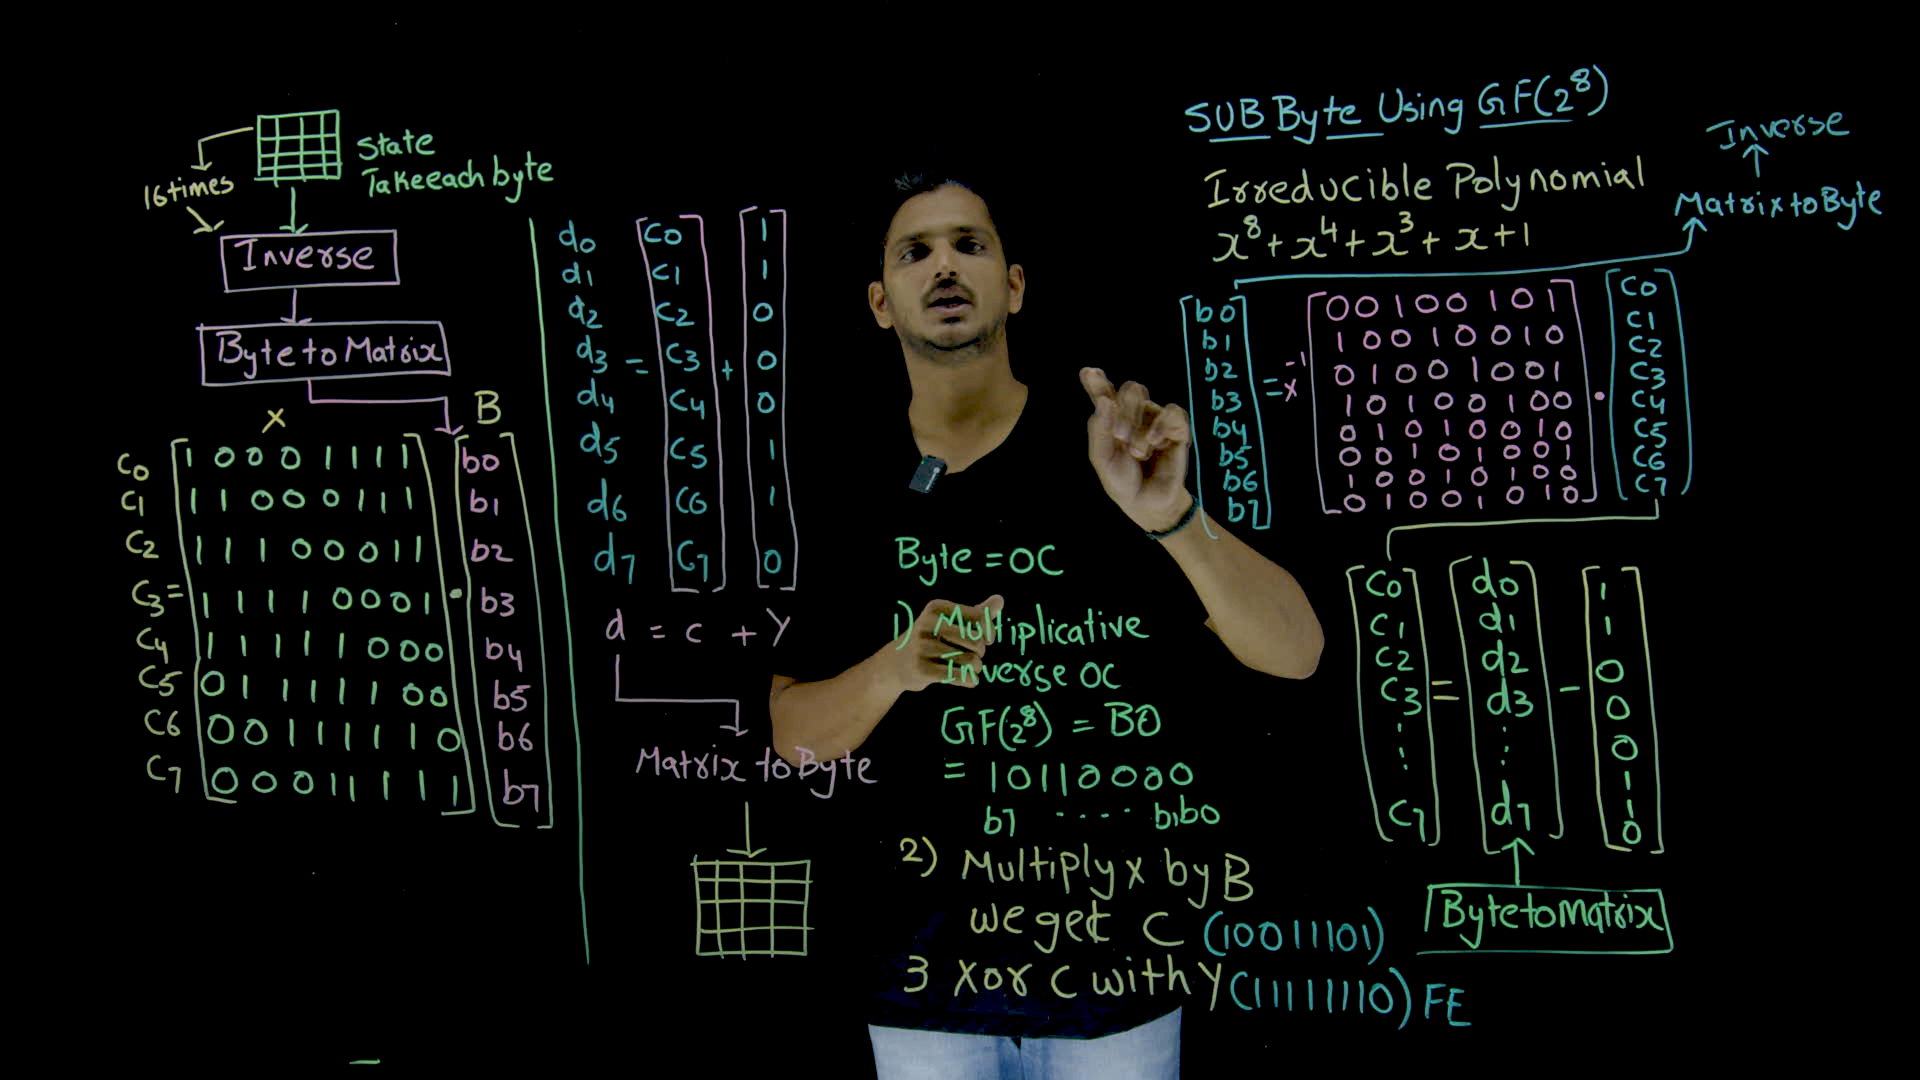 State
Take each byte
16 times
Inverse
Byte to Matrix
X B
c0 1 0 0 0 1 1 1 1 b0
c1 1 1 0 0 0 1 1 1 b1
c2 1 1 1 0 0 0 1 1 b2
c3 = 1 1 1 1 0 0 0 1 • b3
c4 1 1 1 1 1 0 0 0 b4
c5 0 1 1 1 1 1 0 0 b5
c6 0 0 1 1 1 1 1 0 b6
c7 0 0 0 1 1 1 1 1 b7
d0 c0 1
d1 c1 1
d2 c2 0
d3 = c3 + 0
d4 c4 0
d5 c5 1
d6 c6 1
d7 c7 0
d = c + Y
Matrix to Byte
SUB Byte Using GF(2^8)
Irreducible Polynomial
x^8 + x^4 + x^3 + x + 1
Inverse
Matrix to Byte
b0 0 0 1 0 0 1 0 1 c0
b1 1 0 0 1 0 0 1 0 c1
b2 = x^-1 0 1 0 0 1 0 0 1 c2
b3 1 0 1 0 0 1 0 0 • c3
b4 0 1 0 1 0 0 1 0 c4
b5 0 0 1 0 1 0 0 1 c5
b6 1 0 0 1 0 1 0 0 c6
b7 0 1 0 0 1 0 1 0 c7
Byte = 0C
1) Multiplicative
Inverse 0C
GF(2^8) = B0
= 10110000
b7 .... b1b0
2) Multiply x by B
we get C (10011101)
3 Xor C with Y (11111110) FE
c0 d0 1
c1 d1 1
c2 d2 0
c3 = d3 - 0
: : 0
: : 1
1
c7 d7 0
Byte to Matrix